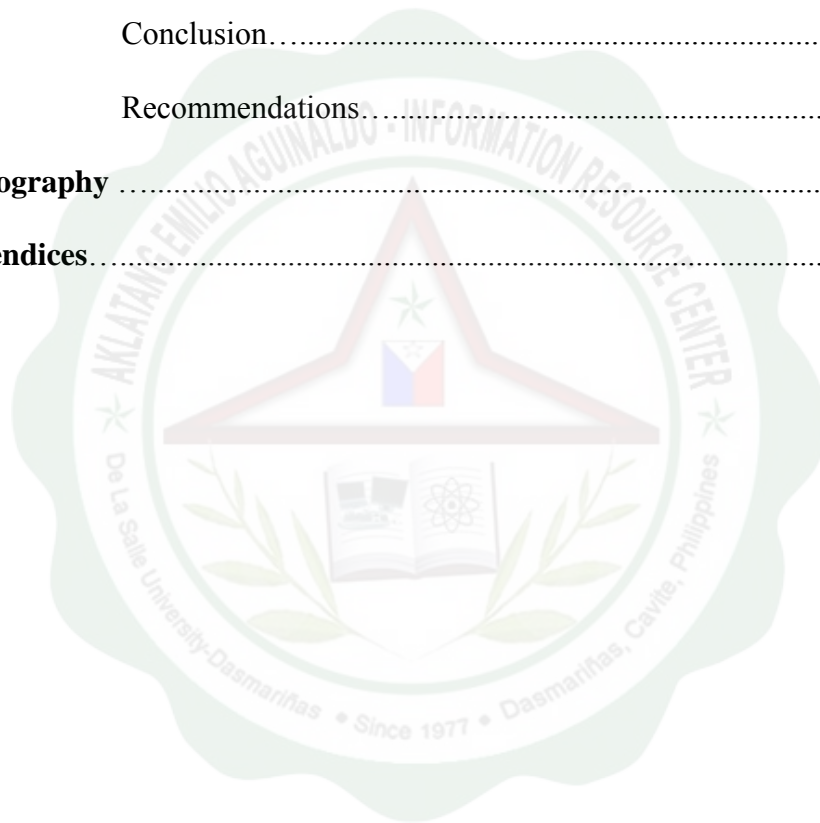 Conclusion….............................................................................
Recommendations….................................................................
ography ….......................................................................................
endices….........................................................................................
AKLATANG EMILIO AGUINALDO - INFORMATION RESOURCE CENTER
De La Salle University-Dasmariñas • Since 1977 • Dasmariñas, Cavite, Philippines